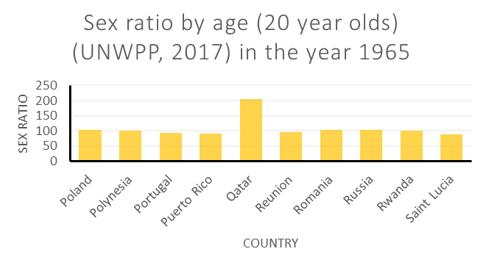 Sex ratio by age (20 year olds)
(UNWPP, 2017) in the year 1965
SEX RATIO
250
200
150
100
50
0
Poland
Polynesia
Portugal
Puerto Rico
Qatar
Reunion
Romania
Russia
Rwanda
Saint Lucia
COUNTRY